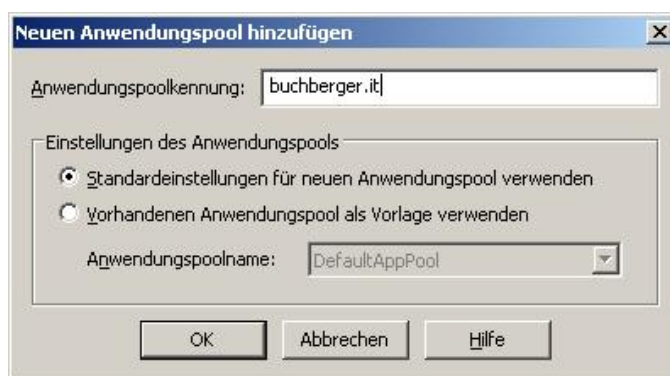 Neuen Anwendungspool hinzufügen
Anwendungspoolkennung: buchberger.it
Einstellungen des Anwendungspools
Standardeinstellungen für neuen Anwendungspool verwenden
Vorhandenen Anwendungspool als Vorlage verwenden
Anwendungspoolname: DefaultAppPool
OK Abbrechen Hilfe